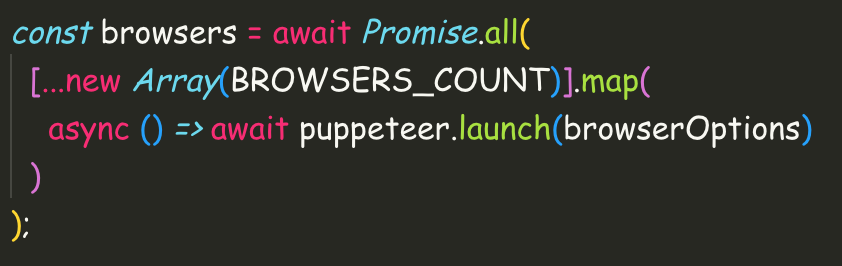 const browsers = await Promise.all(
[...new Array(BROWSERS_COUNT)].map(
async () => await puppeteer.launch(browserOptions)
)
);